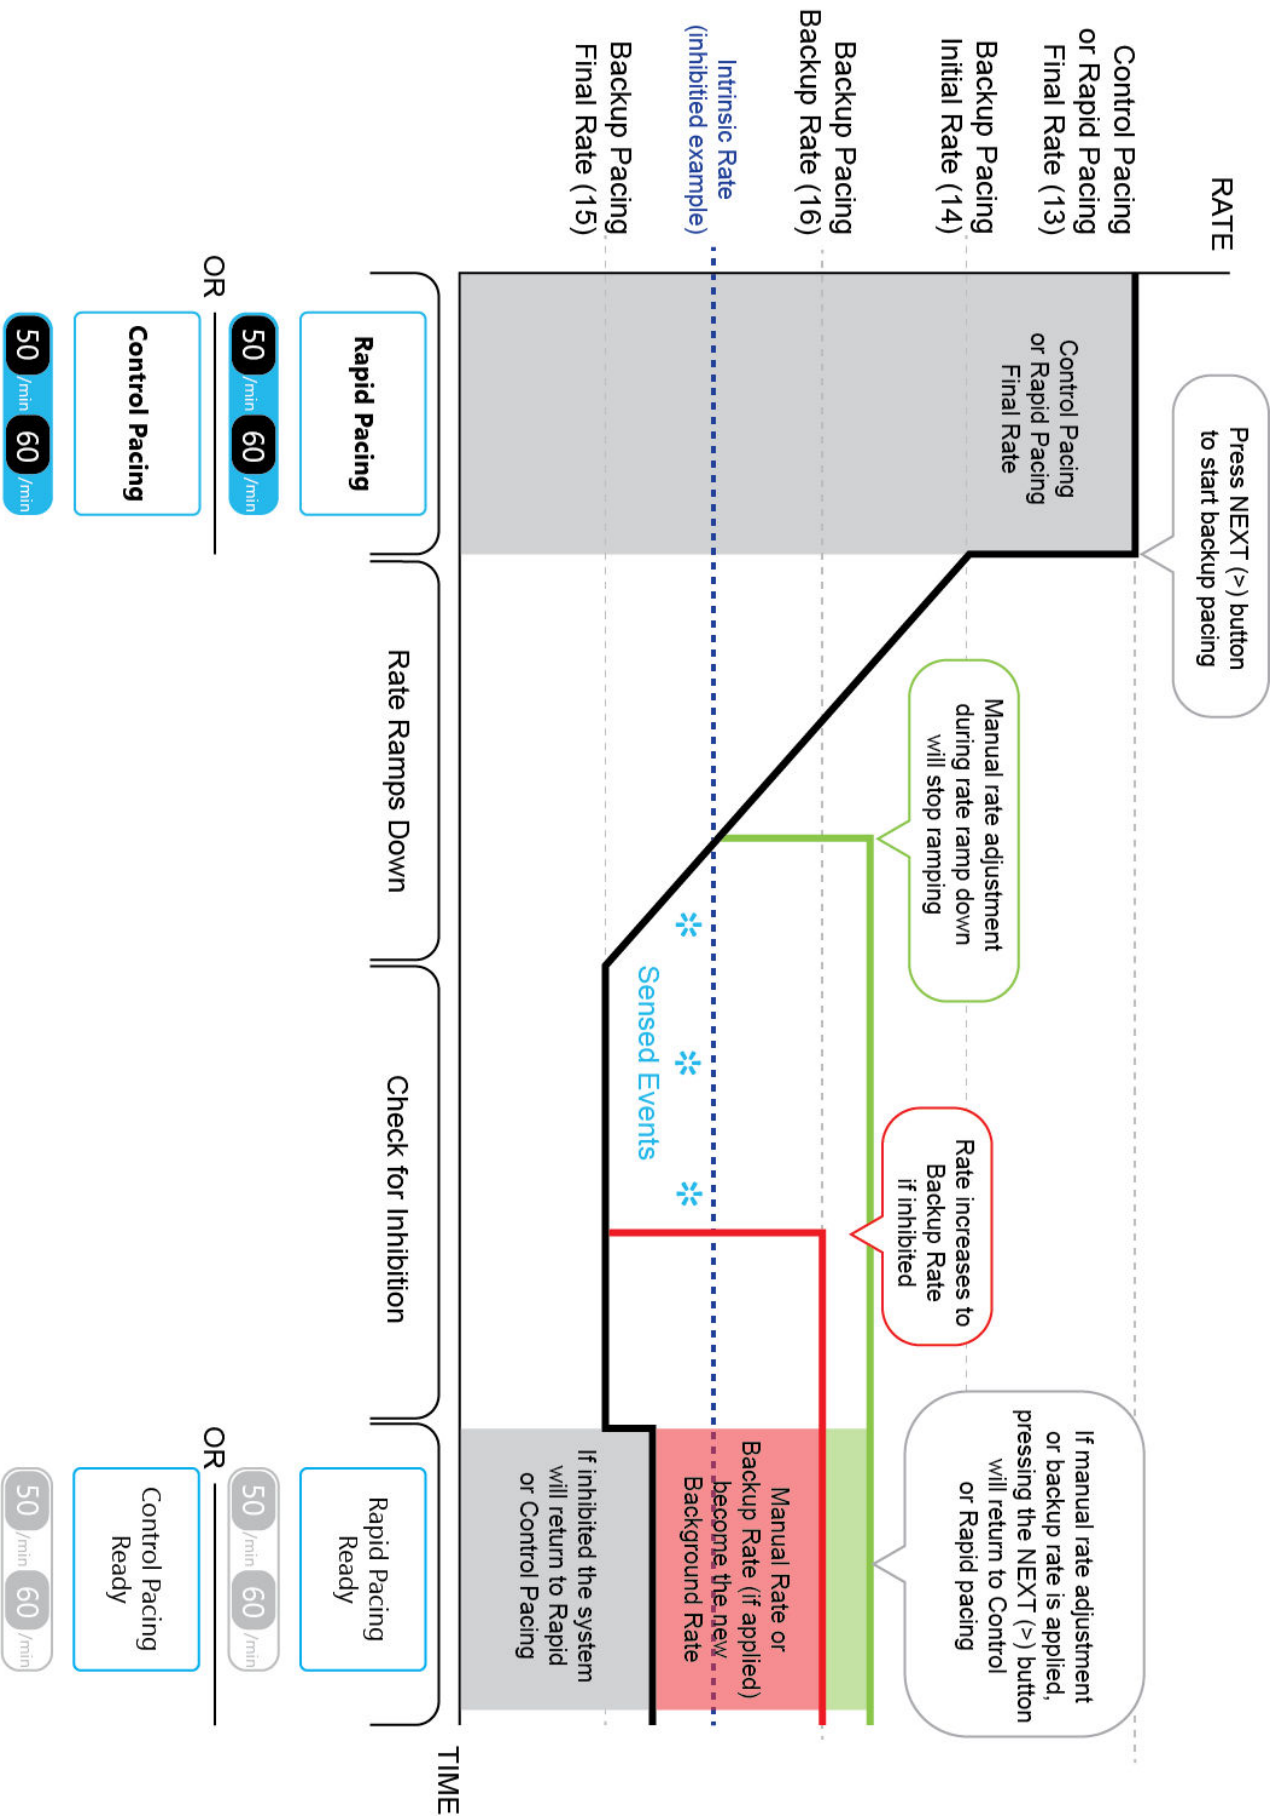 RATE
Control Pacing
or Rapid Pacing
Final Rate (13)
Backup Pacing
Initial Rate (14)
Backup Pacing
Backup Rate (16)
Intrinsic Rate
(inhibitied example)
Backup Pacing
Final Rate (15)
Press NEXT (>) button
to start backup pacing
Control Pacing
or Rapid Pacing
Final Rate
Manual rate adjustment
during rate ramp down
will stop ramping
Rate increases to
Backup Rate
if inhibited
If manual rate adjustment
or backup rate is applied,
pressing the NEXT (>) button
will return to Control
or Rapid pacing
Sensed Events
Manual Rate or
Backup Rate (if applied)
become the new
Background Rate
If inhibited the system
will return to Rapid
or Control Pacing
TIME
Rate Ramps Down
Check for Inhibition
Rapid Pacing
50 /min 60 /min
OR
Control Pacing
50 /min 60 /min
Rapid Pacing
Ready
50 /min 60 /min
OR
Control Pacing
Ready
50 /min 60 /min